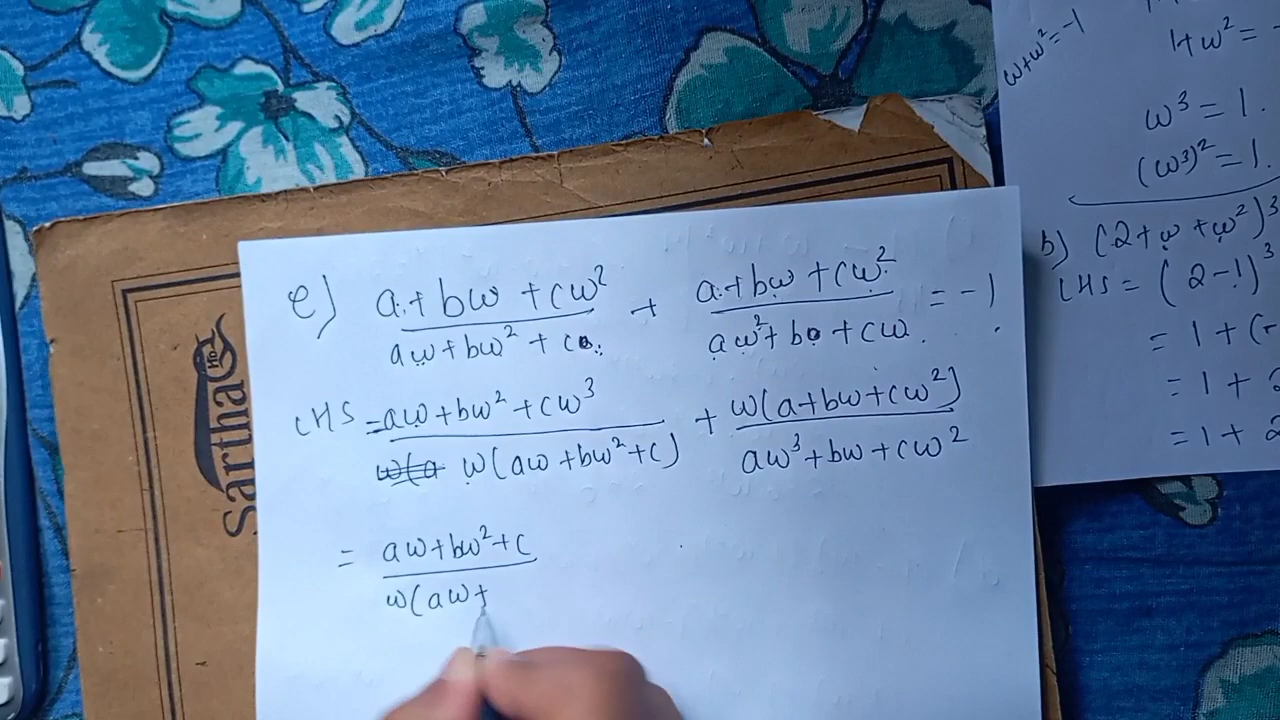 e) (a + bω + cω²)/(aω + bω² + c) + (a + bω + cω²)/(aω² + b + cω) = -1
LHS = (aω + bω² + cω³)/(ω(aω + bω² + c)) + (ω(a + bω + cω²))/(aω³ + bω + cω²)
= (aω + bω² + c)/(ω(aω +
Sartha
ω + ω² = -1
1 + ω² =
ω³ = 1.
(ω³)² = 1.
b) (2 + ω + ω²)³
LHS = (2 - 1)³
= 1 + (-
= 1 +
= 1 + 2